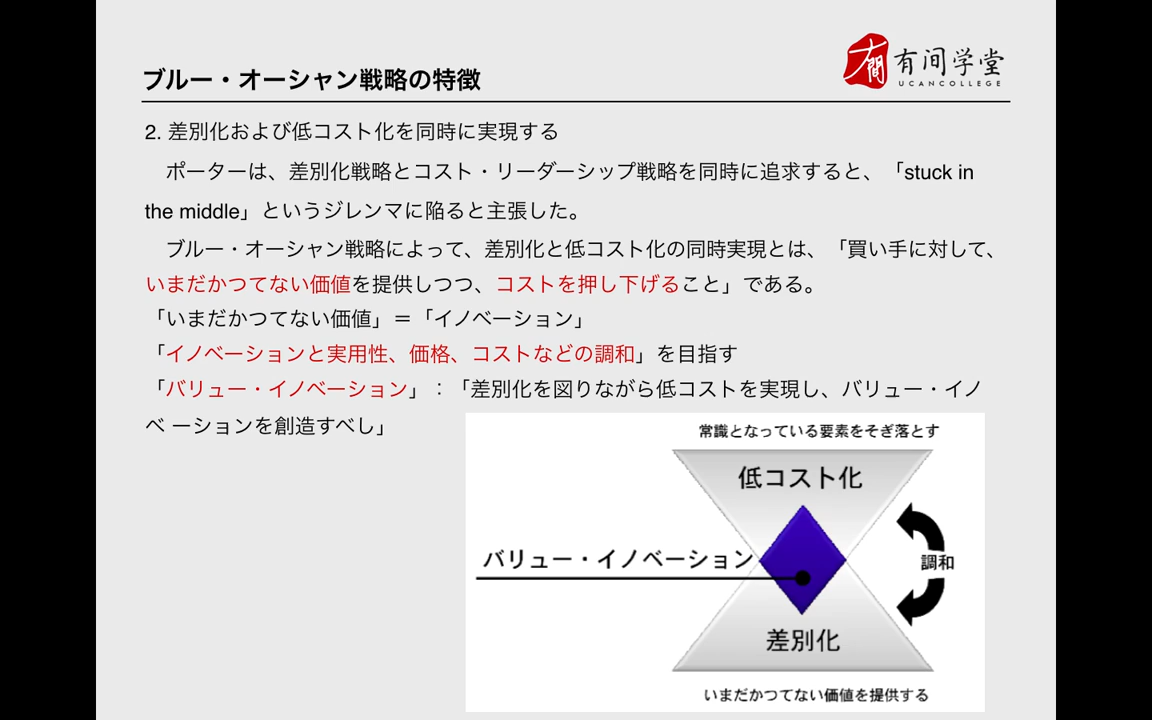 ブルー・オーシャン戦略の特徴
有間
有间学堂
UCANCOLLEGE
2. 差別化および低コスト化を同時に実現する
ポーターは、差別化戦略とコスト・リーダーシップ戦略を同時に追求すると、「stuck in
the middle」というジレンマに陥ると主張した。
ブルー・オーシャン戦略によって、差別化と低コスト化の同時実現とは、「買い手に対して、
いまだかつてない価値を提供しつつ、コストを押し下げること」である。
「いまだかつてない価値」＝「イノベーション」
「イノベーションと実用性、価格、コストなどの調和」を目指す
「バリュー・イノベーション」：「差別化を図りながら低コストを実現し、バリュー・イノ
ベ ーションを創造すべし」
常識となっている要素をそぎ落とす
低コスト化
バリュー・イノベーション
調和
差別化
いまだかつてない価値を提供する